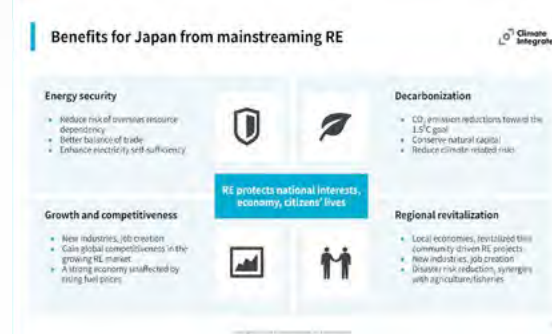 Benefits for Japan from mainstreaming RE
Climate
Integrate
Energy security
Reduce risk of overseas resource
dependency
Better balance of trade
Enhance electricity self-sufficiency
Decarbonization
CO₂ emission reductions toward the
1.5°C goal
Conserve natural capital
Reduce climate related risks
RE protects national interests,
economy, citizens' lives
Growth and competitiveness
New industries, job creation
Gain global competitiveness in the
growing RE market
A strong economy unaffected by
rising fuel prices
Regional revitalization
Local economies, revitalized thru
community driven RE projects
New industries, job creation
Disaster risk reduction, synergies
with agriculture/fisheries